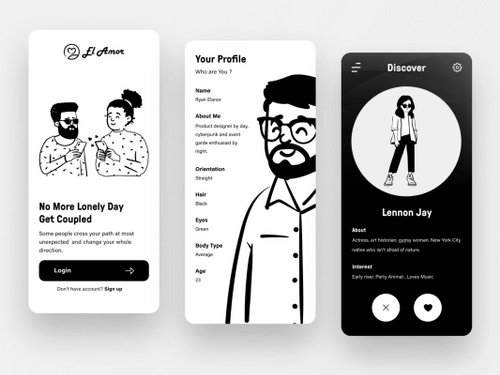 El Amor
No More Lonely Day
Get Coupled
Some people cross your path at most
unexpected and change your whole
direction.
Login
Don't have account? Sign up
Your Profile
Who are You ?
Name
Ryan Garor
About Me
Product designer by day,
cyberpunk and avant
garde enthusiast by
night.
Orientation
Straight
Hair
Black
Eyes
Green
Body Type
Average
Age
23
Discover
Lennon Jay
About
Actress, art historian, gypsy women. New York City
native who isn't afraid of nature.
Interest
Early riser, Party Animal , Loves Music